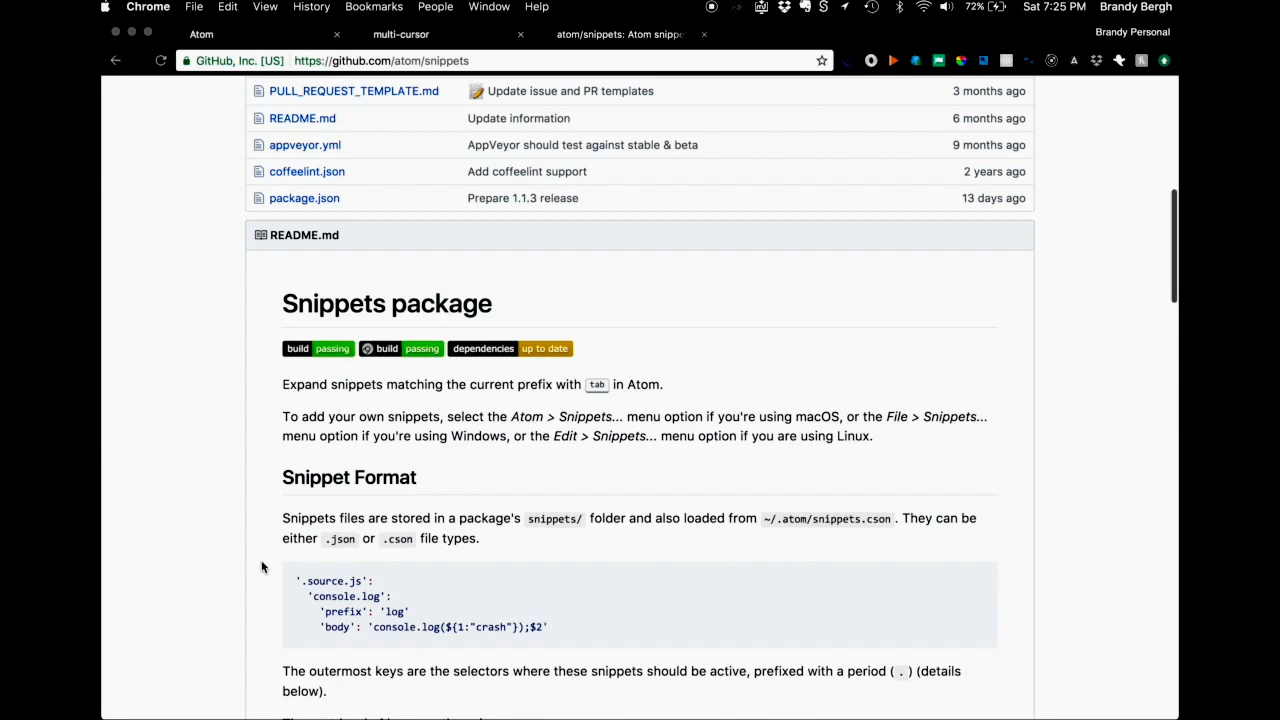 Chrome File Edit View History Bookmarks People Window Help 72% Sat 7:25 PM Brandy Bergh
Atom multi-cursor atom/snippets: Atom snippe Brandy Personal
GitHub, Inc. [US] https://github.com/atom/snippets
PULL_REQUEST_TEMPLATE.md Update issue and PR templates 3 months ago
README.md Update information 6 months ago
appveyor.yml AppVeyor should test against stable & beta 9 months ago
coffeelint.json Add coffeelint support 2 years ago
package.json Prepare 1.1.3 release 13 days ago
README.md
Snippets package
build passing build passing dependencies up to date
Expand snippets matching the current prefix with tab in Atom.
To add your own snippets, select the Atom > Snippets... menu option if you're using macOS, or the File > Snippets...
menu option if you're using Windows, or the Edit > Snippets... menu option if you are using Linux.
Snippet Format
Snippets files are stored in a package's snippets/ folder and also loaded from ~/.atom/snippets.cson . They can be
either .json or .cson file types.
'.source.js':
'console.log':
'prefix': 'log'
'body': 'console.log(${1:"crash"});$2'
The outermost keys are the selectors where these snippets should be active, prefixed with a period ( . ) (details
below).